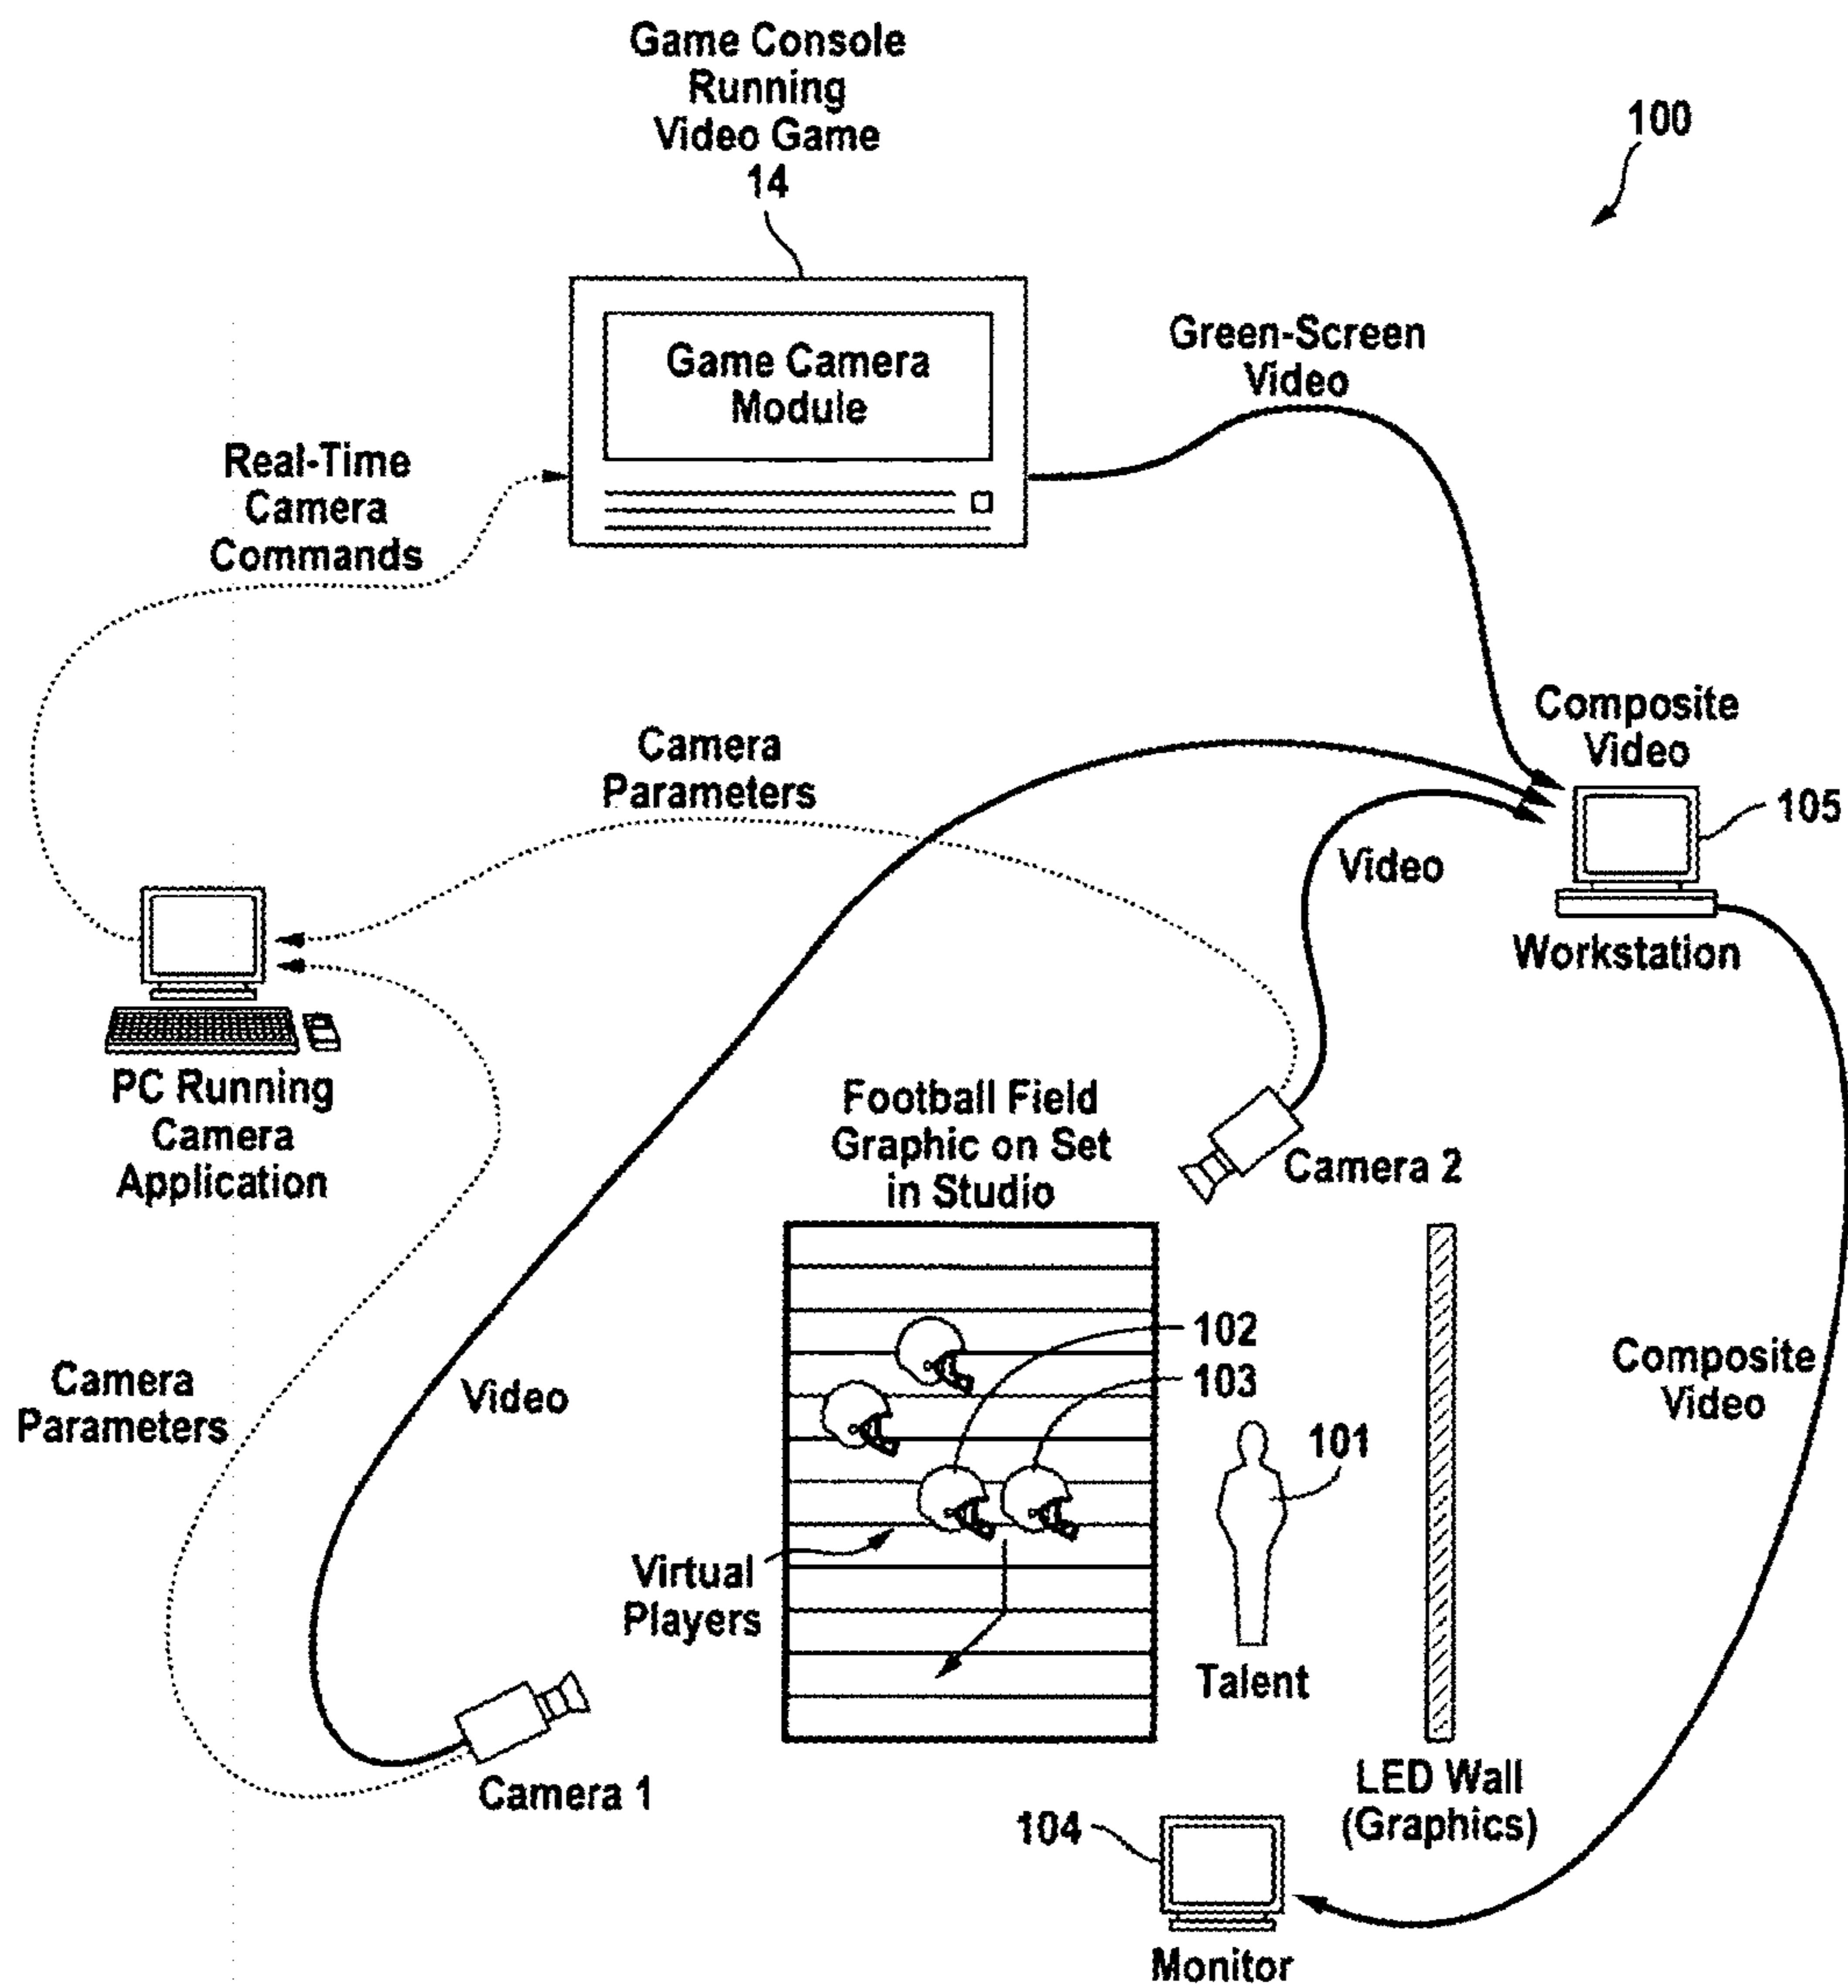 Game Console
Running
Video Game
14
100
Game Camera
Module
Green-Screen
Video
Real-Time
Camera
Commands
Camera
Parameters
Composite
Video
105
Video
Workstation
PC Running
Camera
Application
Football Field
Graphic on Set
in Studio
Camera 2
102
103
101
Camera
Parameters
Video
Composite
Video
Virtual
Players
Talent
Camera 1
LED Wall
(Graphics)
104
Monitor